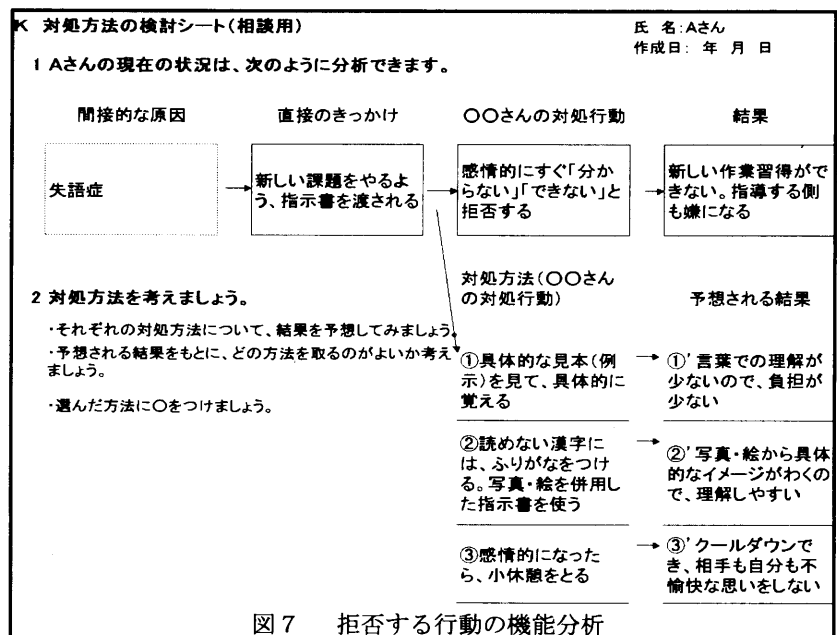 K 対処方法の検討シート(相談用)
氏 名:Aさん
作成日: 年 月 日
1 Aさんの現在の状況は、次のように分析できます。
間接的な原因
直接のきっかけ
〇〇さんの対処行動
結果
失語症
新しい課題をやるよ
う、指示書を渡される
感情的にすぐ「分か
らない」「できない」と
拒否する
新しい作業習得がで
きない。指導する側
も嫌になる
2 対処方法を考えましょう。
・それぞれの対処方法について、結果を予想してみましょう。
・予想される結果をもとに、どの方法を取るのがよいか考え
ましょう。
・選んだ方法に〇をつけましょう。
対処方法(〇〇さん
の対処行動)
予想される結果
①具体的な見本(例
示)を見て、具体的に
覚える
①’言葉での理解が
少ないので、負担が
少ない
②読めない漢字に
は、ふりがなをつけ
る。写真・絵を併用し
た指示書を使う
②’写真・絵から具体
的なイメージがわくの
で、理解しやすい
③感情的になった
ら、小休憩をとる
③’クールダウンで
き、相手も自分も不
愉快な思いをしない
図7 拒否する行動の機能分析